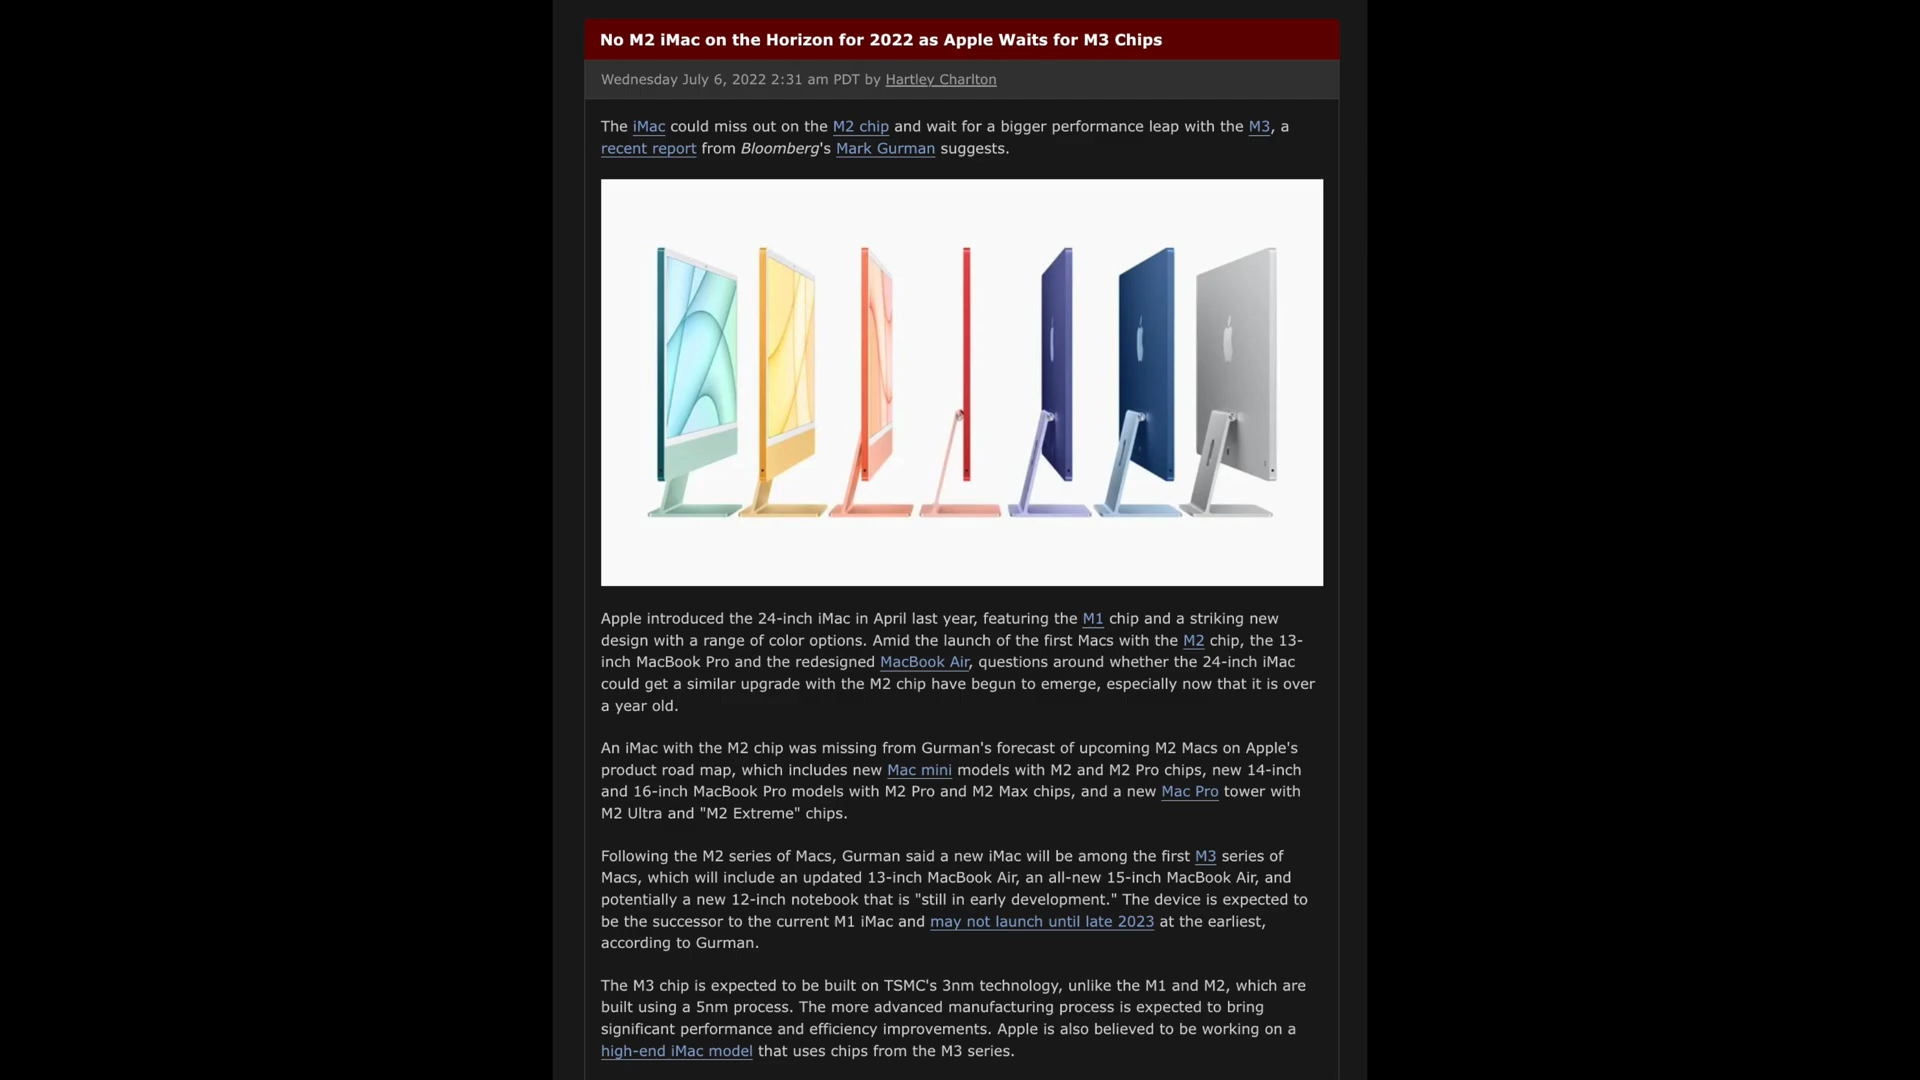 No M2 iMac on the Horizon for 2022 as Apple Waits for M3 Chips
Wednesday July 6, 2022 2:31 am PDT by Hartley Charlton
The iMac could miss out on the M2 chip and wait for a bigger performance leap with the M3, a
recent report from Bloomberg's Mark Gurman suggests.
Apple introduced the 24-inch iMac in April last year, featuring the M1 chip and a striking new
design with a range of color options. Amid the launch of the first Macs with the M2 chip, the 13-
inch MacBook Pro and the redesigned MacBook Air, questions around whether the 24-inch iMac
could get a similar upgrade with the M2 chip have begun to emerge, especially now that it is over
a year old.
An iMac with the M2 chip was missing from Gurman's forecast of upcoming M2 Macs on Apple's
product road map, which includes new Mac mini models with M2 and M2 Pro chips, new 14-inch
and 16-inch MacBook Pro models with M2 Pro and M2 Max chips, and a new Mac Pro tower with
M2 Ultra and "M2 Extreme" chips.
Following the M2 series of Macs, Gurman said a new iMac will be among the first M3 series of
Macs, which will include an updated 13-inch MacBook Air, an all-new 15-inch MacBook Air, and
potentially a new 12-inch notebook that is "still in early development." The device is expected to
be the successor to the current M1 iMac and may not launch until late 2023 at the earliest,
according to Gurman.
The M3 chip is expected to be built on TSMC's 3nm technology, unlike the M1 and M2, which are
built using a 5nm process. The more advanced manufacturing process is expected to bring
significant performance and efficiency improvements. Apple is also believed to be working on a
high-end iMac model that uses chips from the M3 series.